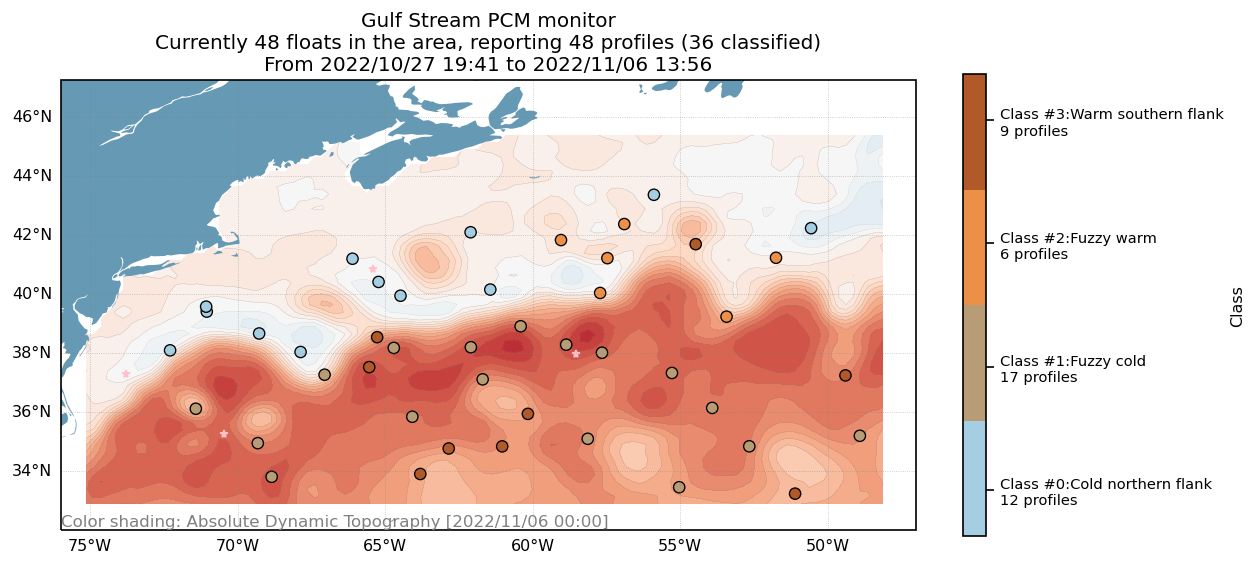 Gulf Stream PCM monitor
Currently 48 floats in the area, reporting 48 profiles (36 classified)
From 2022/10/27 19:41 to 2022/11/06 13:56
46°N
44°N
42°N
40°N
38°N
36°N
34°N
Color shading: Absolute Dynamic Topography [2022/11/06 00:00]
75°W
70°W
65°W
60°W
55°W
50°W
Class #3:Warm southern flank
9 profiles
Class #2:Fuzzy warm
6 profiles
Class #1:Fuzzy cold
17 profiles
Class #0:Cold northern flank
12 profiles
Class